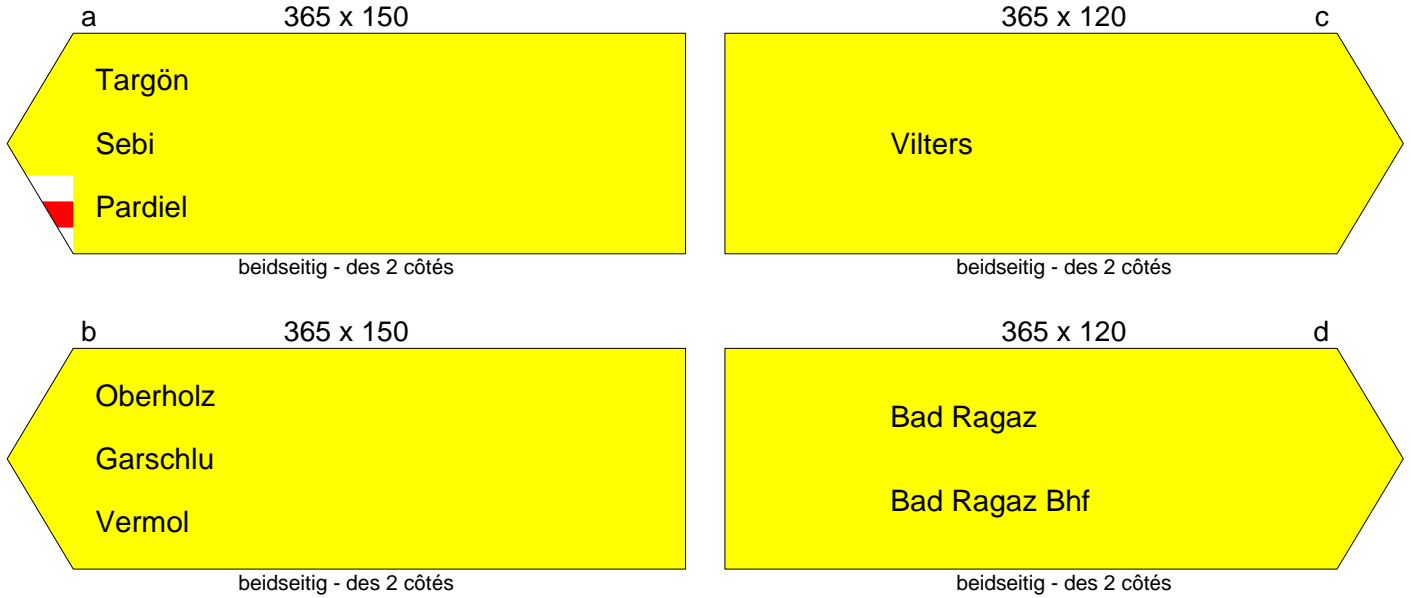 a 365 x 150
Targön
Sebi
Pardiel
beidseitig - des 2 côtés
365 x 120 c
Vilters
beidseitig - des 2 côtés
b 365 x 150
Oberholz
Garschlu
Vermol
beidseitig - des 2 côtés
365 x 120 d
Bad Ragaz
Bad Ragaz Bhf
beidseitig - des 2 côtés